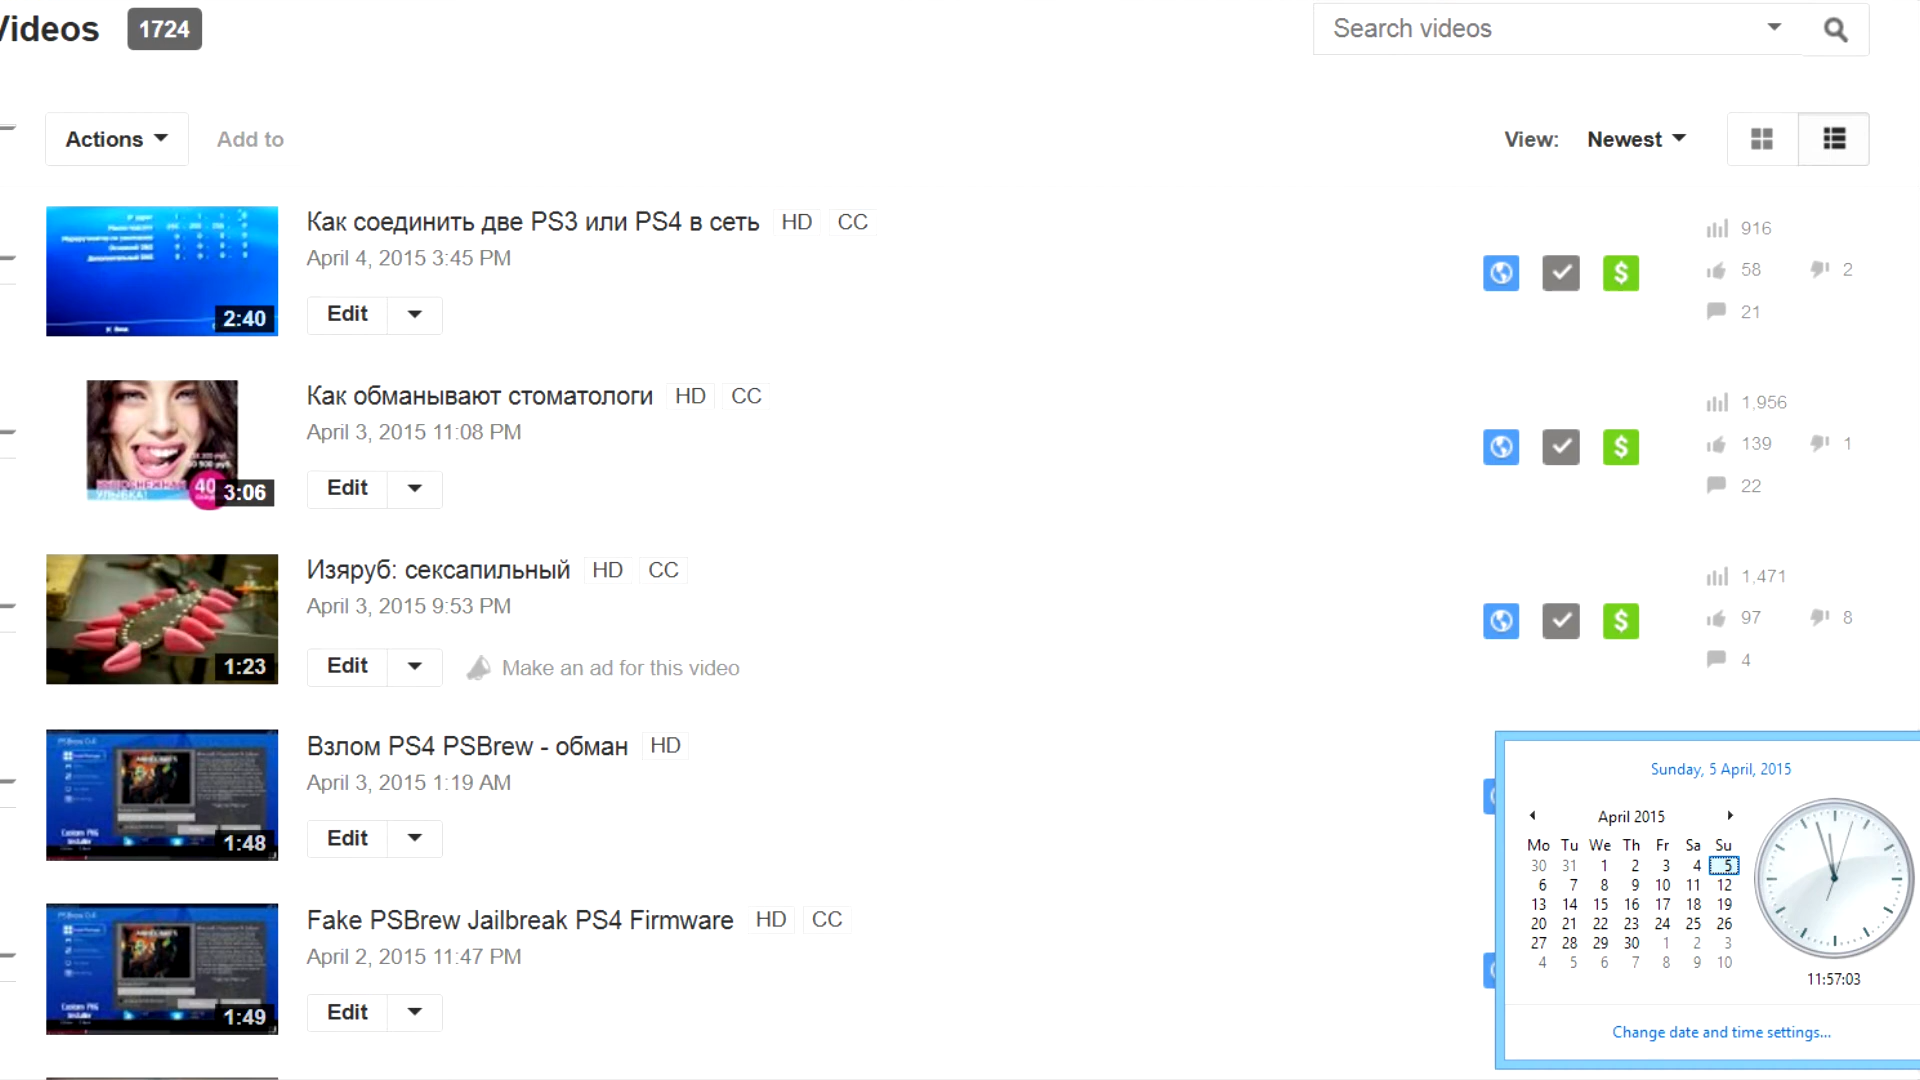 Videos 1724 Search videos
Actions Add to View: Newest
Как соединить две PS3 или PS4 в сеть HD CC
April 4, 2015 3:45 PM
916
58 2
21
Edit
2:40
Как обманывают стоматологи HD CC
April 3, 2015 11:08 PM
1,956
139 1
22
Edit
УЛЫБКА!
40
3:06
Изяруб: сексапильный HD CC
April 3, 2015 9:53 PM
1,471
97 8
4
Edit Make an ad for this video
1:23
Взлом PS4 PSBrew - обман HD
April 3, 2015 1:19 AM
Edit
1:48
Fake PSBrew Jailbreak PS4 Firmware HD CC
April 2, 2015 11:47 PM
Edit
1:49
Sunday, 5 April, 2015
April 2015
Mo Tu We Th Fr Sa Su
30 31 1 2 3 4 5
6 7 8 9 10 11 12
13 14 15 16 17 18 19
20 21 22 23 24 25 26
27 28 29 30 1 2 3
4 5 6 7 8 9 10
11:57:03
Change date and time settings...